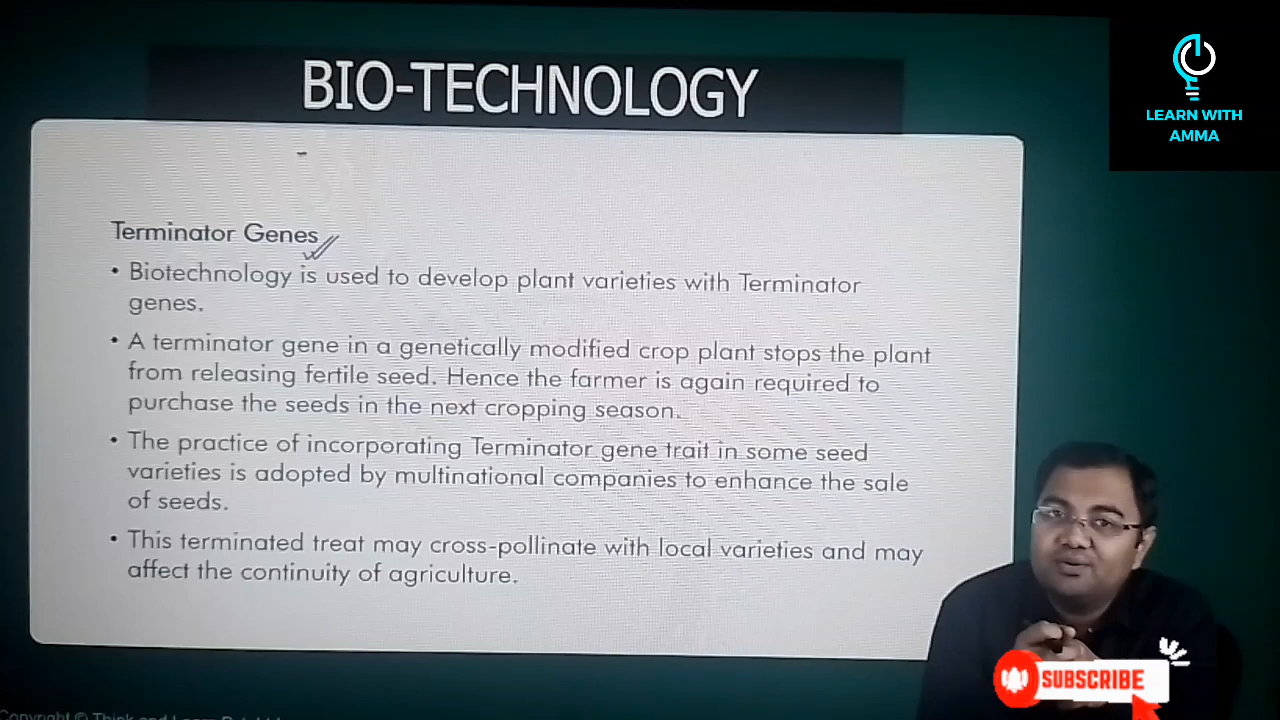 BIO-TECHNOLOGY
LEARN WITH
AMMA
Terminator Genes
• Biotechnology is used to develop plant varieties with Terminator
genes.
• A terminator gene in a genetically modified crop plant stops the plant
from releasing fertile seed. Hence the farmer is again required to
purchase the seeds in the next cropping season.
• The practice of incorporating Terminator gene trait in some seed
varieties is adopted by multinational companies to enhance the sale
of seeds.
• This terminated treat may cross-pollinate with local varieties and may
affect the continuity of agriculture.
SUBSCRIBE
Copyright © Think and Learn